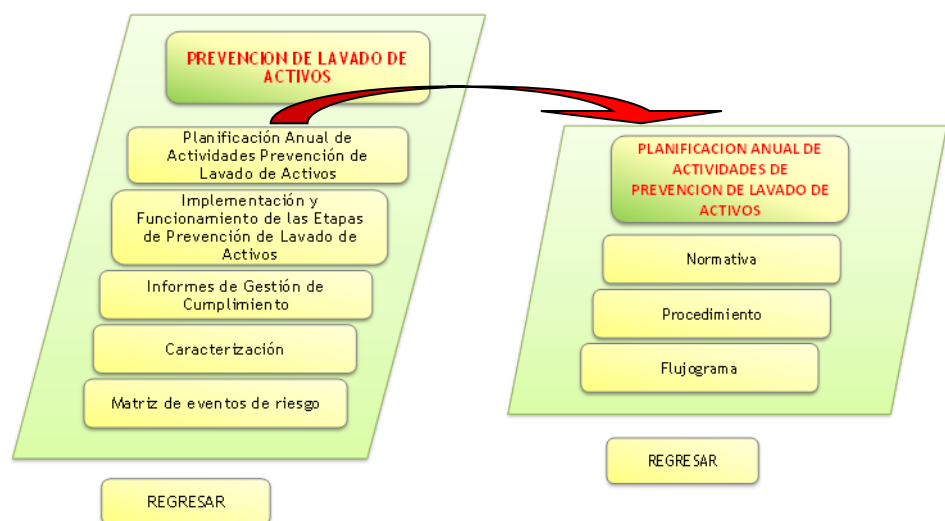 PREVENCION DE LAVADO DE
ACTIVOS
Planificación Anual de
Actividades Prevención de
Lavado de Activos
Implementación y
Funcionamiento de las Etapas
de Prevención de Lavado de
Activos
Informes de Gestión de
Cumplimiento
Caracterización
Matriz de eventos de riesgo
REGRESAR
PLANIFICACION ANUAL DE
ACTIVIDADES DE
PREVENCION DE LAVADO DE
ACTIVOS
Normativa
Procedimiento
Flujograma
REGRESAR